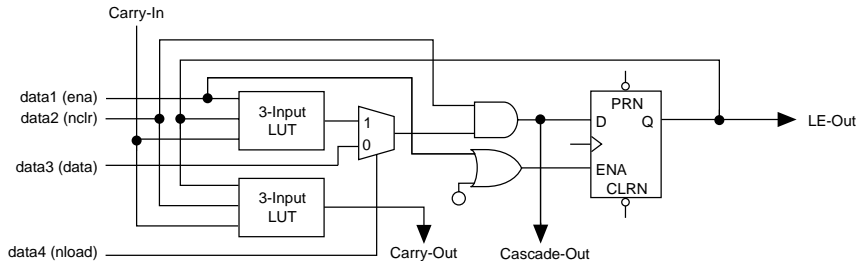 Carry-In
data1 (ena)
data2 (nclr)
3-Input
LUT
1
0
PRN
D
Q
LE-Out
data3 (data)
ENA
CLRN
3-Input
LUT
data4 (nload)
Carry-Out
Cascade-Out